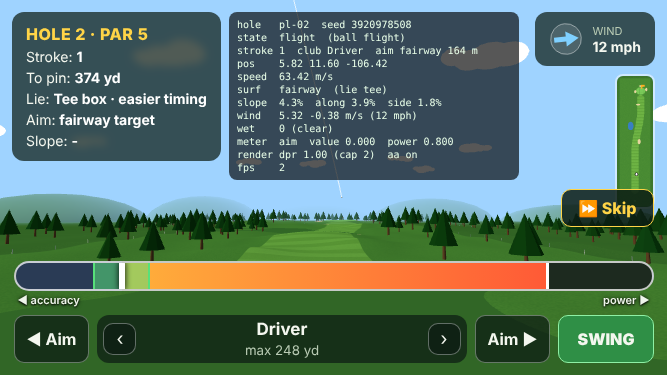 HOLE 2 · PAR 5
Stroke: 1
To pin: 374 yd
Lie: Tee box · easier timing
Aim: fairway target
Slope: -
hole pl-02 seed 3920978508
state flight (ball flight)
stroke 1 club Driver aim fairway 164 m
pos 5.82 11.60 -106.42
speed 63.42 m/s
surf fairway (lie tee)
slope 4.3% along 3.9% side 1.8%
wind 5.32 -0.38 m/s (12 mph)
wet 0 (clear)
meter aim value 0.000 power 0.800
render dpr 1.00 (cap 2) aa on
fps 2
WIND
12 mph
⏩ Skip
◀ accuracy
power ▶
◀ Aim
‹
Driver
max 248 yd
›
Aim ▶
SWING